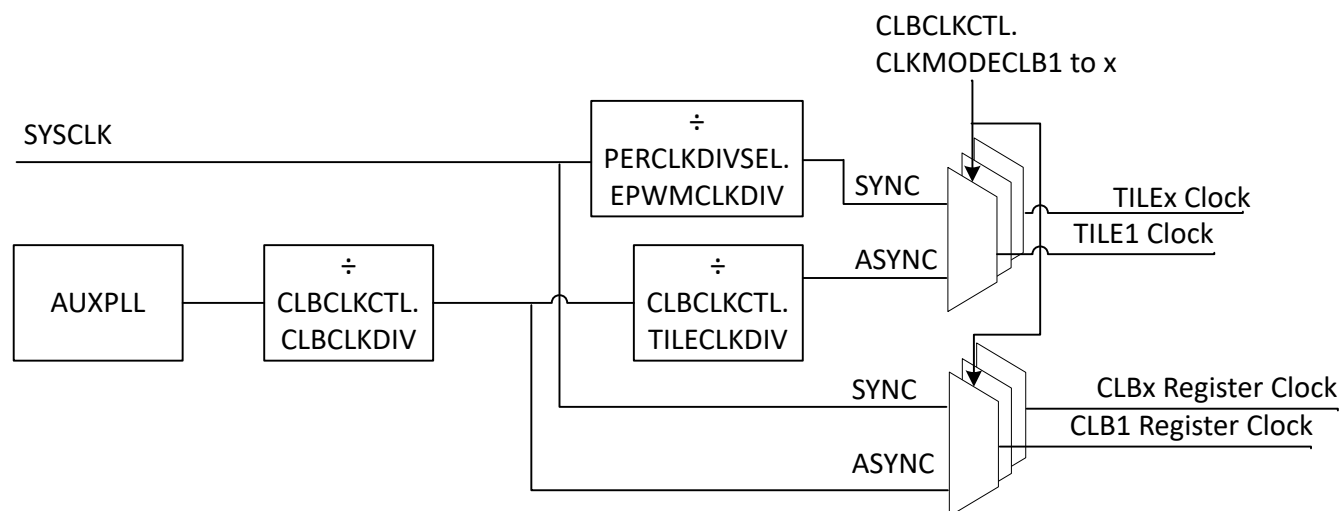 CLBCLKCTL.
CLKMODECLB1 to x
SYSCLK
÷
PERCLKDIVSEL.
EPWMCLKDIV
SYNC
TILEx Clock
TILE1 Clock
ASYNC
AUXPLL
÷
CLBCLKCTL.
CLBCLKDIV
÷
CLBCLKCTL.
TILECLKDIV
SYNC
CLBx Register Clock
CLB1 Register Clock
ASYNC